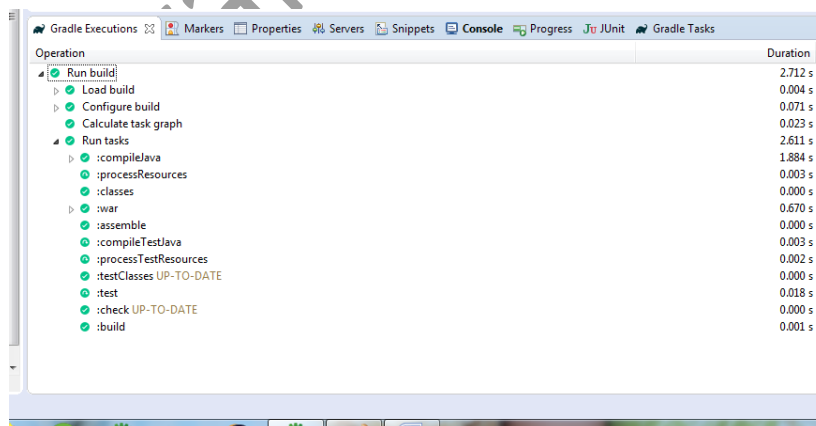 Gradle Executions Markers Properties Servers Snippets Console Progress Ju JUnit Gradle Tasks
Operation Duration
Run build 2.712 s
Load build 0.004 s
Configure build 0.071 s
Calculate task graph 0.023 s
Run tasks 2.611 s
:compileJava 1.884 s
:processResources 0.003 s
:classes 0.000 s
:war 0.670 s
:assemble 0.000 s
:compileTestJava 0.003 s
:processTestResources 0.002 s
:testClasses UP-TO-DATE 0.000 s
:test 0.018 s
:check UP-TO-DATE 0.000 s
:build 0.001 s